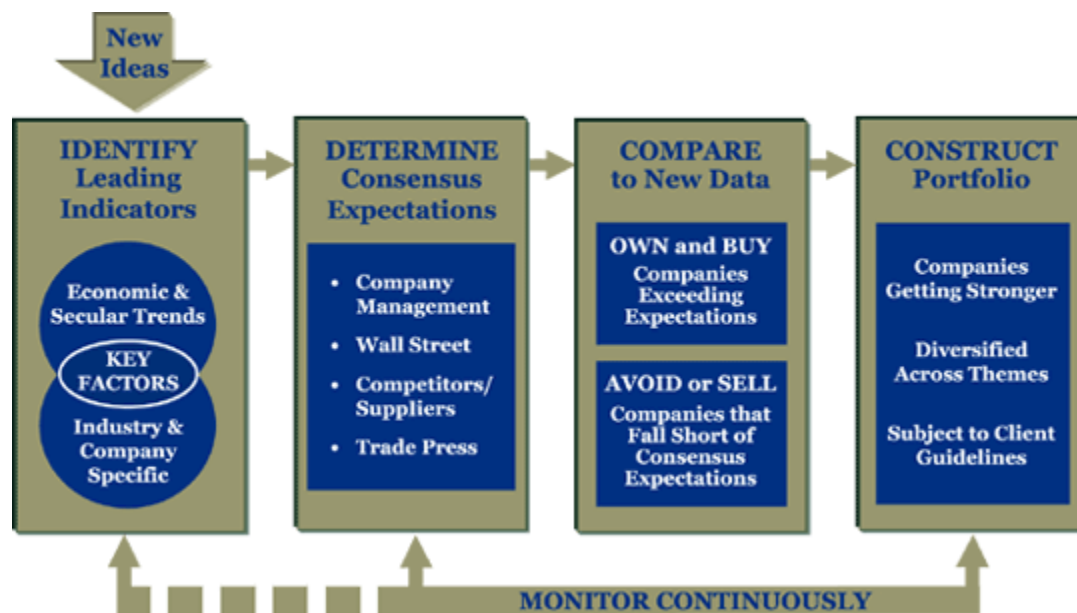 New
Ideas
IDENTIFY
Leading
Indicators
Economic &
Secular Trends
KEY
FACTORS
Industry &
Company
Specific
DETERMINE
Consensus
Expectations
• Company
Management
• Wall Street
• Competitors/
Suppliers
• Trade Press
COMPARE
to New Data
OWN and BUY
Companies
Exceeding
Expectations
AVOID or SELL
Companies that
Fall Short of
Consensus
Expectations
CONSTRUCT
Portfolio
Companies
Getting Stronger
Diversified
Across Themes
Subject to Client
Guidelines
MONITOR CONTINUOUSLY